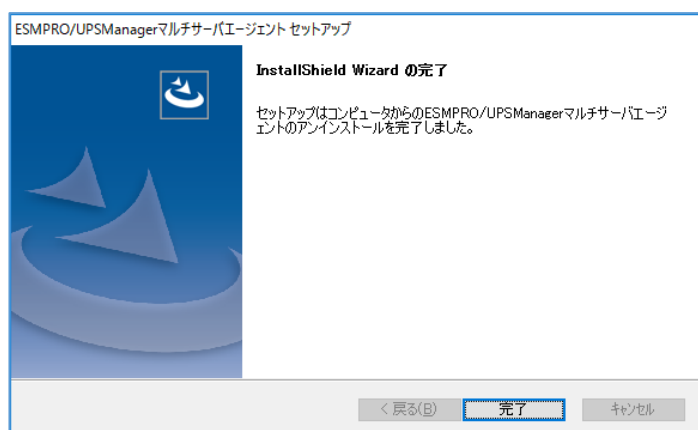 ESMPRO/UPSManagerマルチサーバエージェント セットアップ
InstallShield Wizard の完了
セットアップはコンピュータからのESMPRO/UPSManagerマルチサーバエージ
ェントのアンインストールを完了しました。
< 戻る(B)
完了
キャンセル